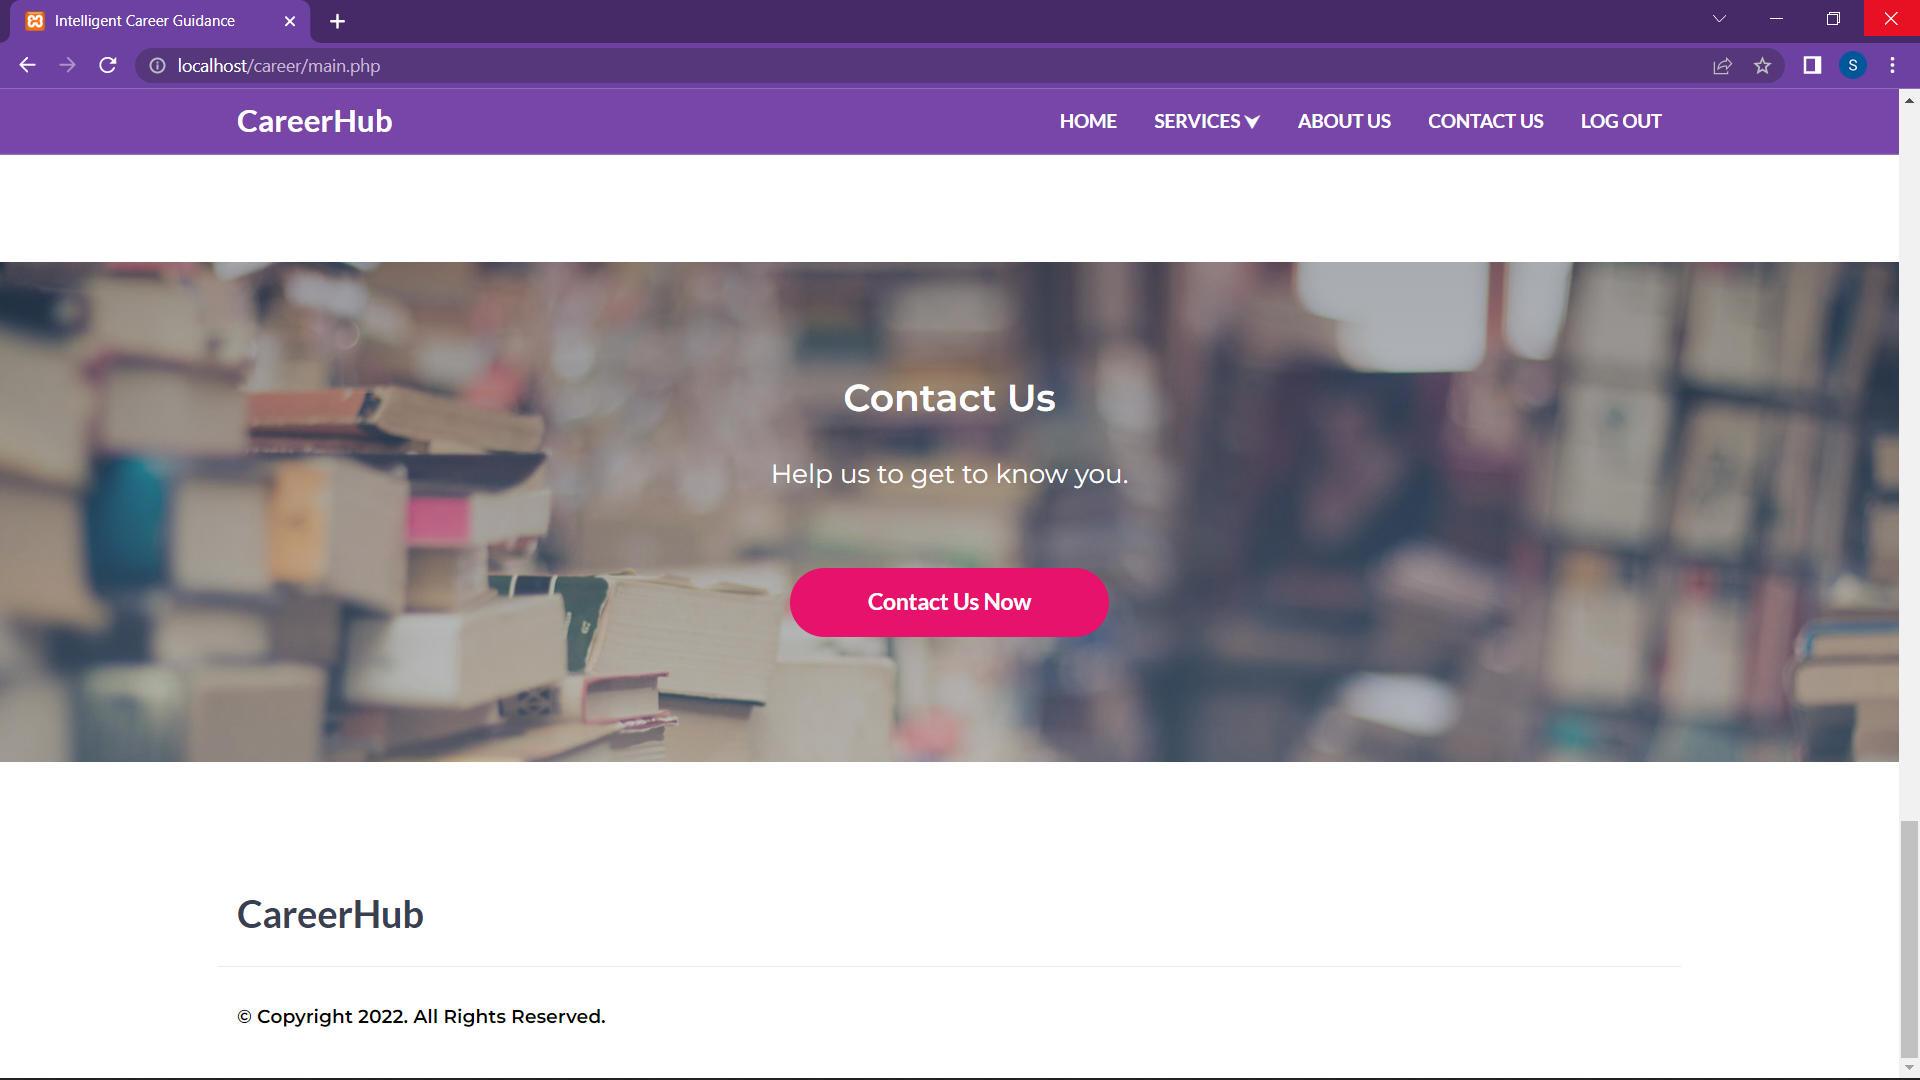 Intelligent Career Guidance
localhost/career/main.php
S
CareerHub
HOME
SERVICES
ABOUT US
CONTACT US
LOG OUT
Contact Us
Help us to get to know you.
Contact Us Now
CareerHub
© Copyright 2022. All Rights Reserved.